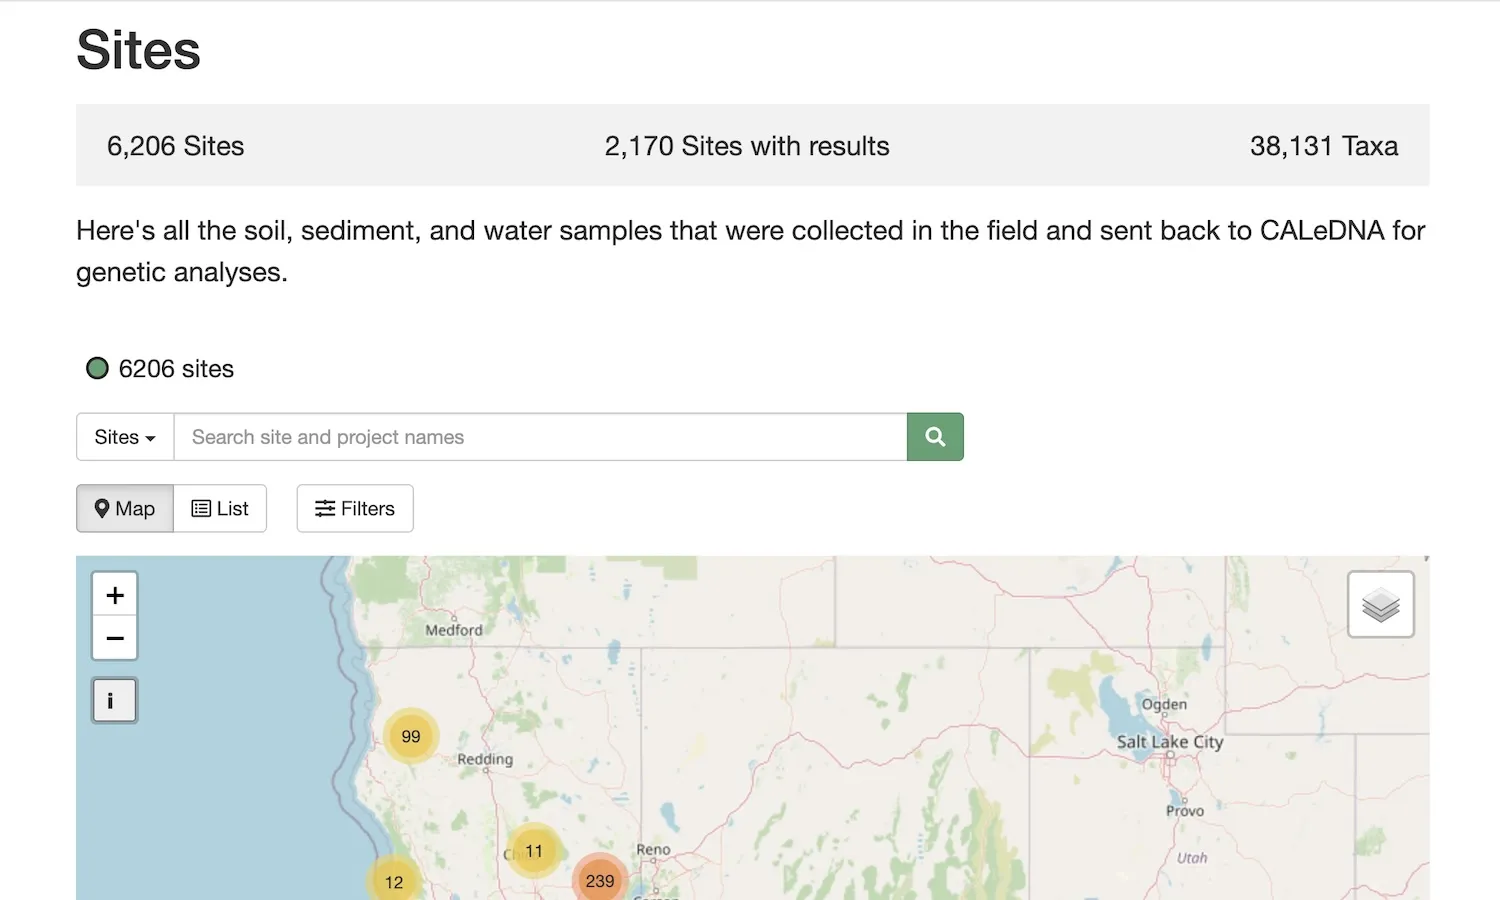 Sites
6,206 Sites
2,170 Sites with results
38,131 Taxa
Here's all the soil, sediment, and water samples that were collected in the field and sent back to CALeDNA for
genetic analyses.
6206 sites
Sites
Search site and project names
Map
List
Filters
+
−
i
Medford
Ogden
99
Salt Lake City
Redding
Provo
Reno
11
Utah
12
239